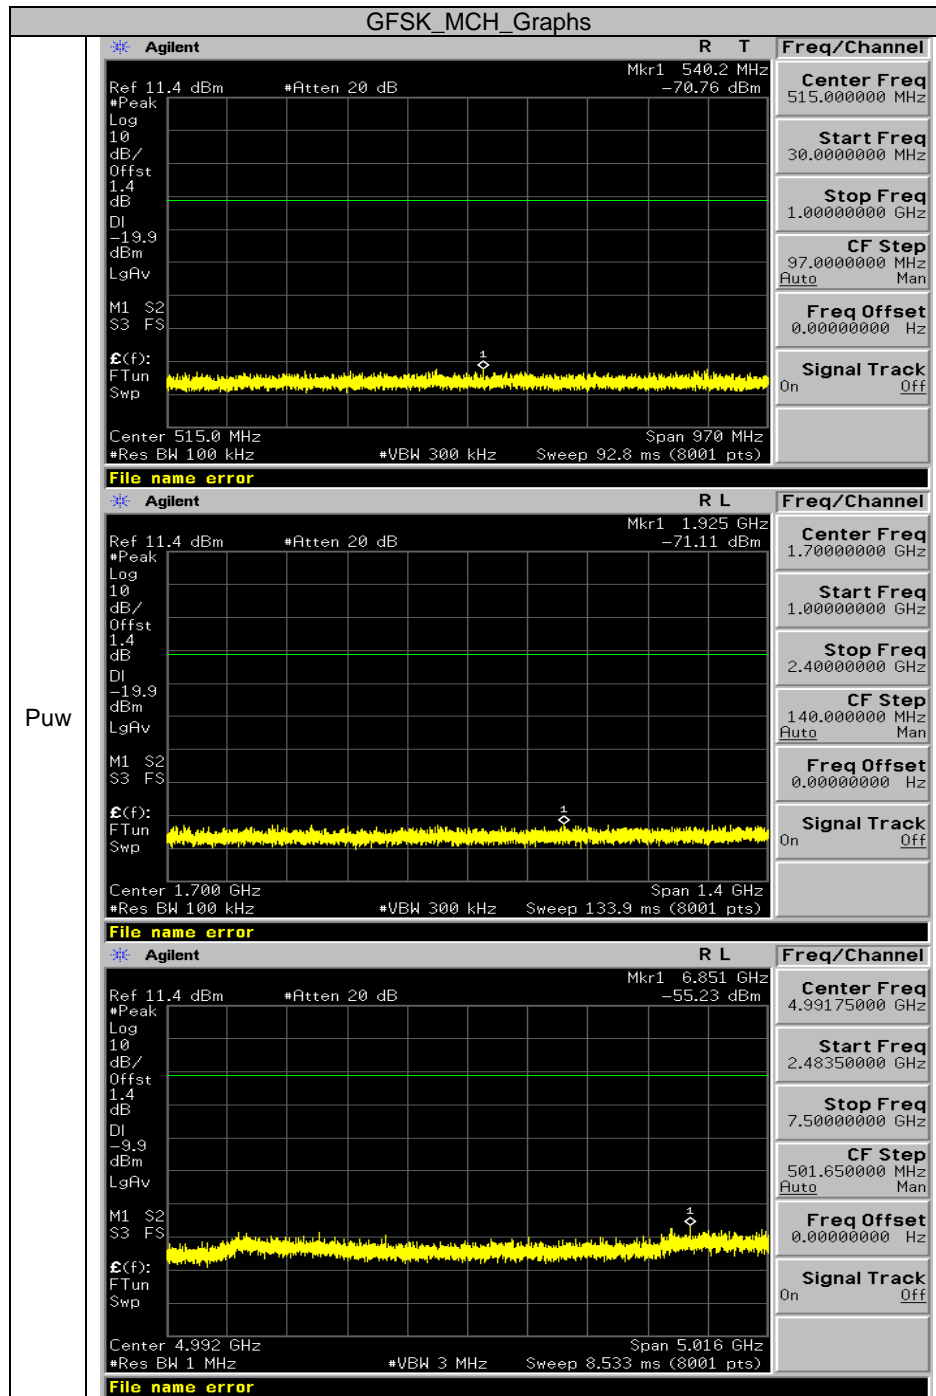 GFSK_MCH_Graphs
Puw
Agilent R T
Freq/Channel
Mkr1 540.2 MHz
Ref 11.4 dBm #Atten 20 dB -70.76 dBm
#Peak
Log
10
dB/
Offst
1.4
dB
DI
-19.9
dBm
LgAv
M1 S2
S3 FS
£(f):
FTun
Swp
1
Center 515.0 MHz Span 970 MHz
#Res BW 100 kHz #VBW 300 kHz Sweep 92.8 ms (8001 pts)
File name error
Center Freq
515.000000 MHz
Start Freq
30.0000000 MHz
Stop Freq
1.00000000 GHz
CF Step
97.0000000 MHz
Auto Man
Freq Offset
0.00000000 Hz
Signal Track
On Off
Agilent R L
Freq/Channel
Mkr1 1.925 GHz
Ref 11.4 dBm #Atten 20 dB -71.11 dBm
#Peak
Log
10
dB/
Offst
1.4
dB
DI
-19.9
dBm
LgAv
M1 S2
S3 FS
£(f):
FTun
Swp
1
Center 1.700 GHz Span 1.4 GHz
#Res BW 100 kHz #VBW 300 kHz Sweep 133.9 ms (8001 pts)
File name error
Center Freq
1.70000000 GHz
Start Freq
1.00000000 GHz
Stop Freq
2.40000000 GHz
CF Step
140.000000 MHz
Auto Man
Freq Offset
0.00000000 Hz
Signal Track
On Off
Agilent R L
Freq/Channel
Mkr1 6.851 GHz
Ref 11.4 dBm #Atten 20 dB -55.23 dBm
#Peak
Log
10
dB/
Offst
1.4
dB
DI
-9.9
dBm
LgAv
M1 S2
S3 FS
£(f):
FTun
Swp
1
Center 4.992 GHz Span 5.016 GHz
#Res BW 1 MHz #VBW 3 MHz Sweep 8.533 ms (8001 pts)
File name error
Center Freq
4.99175000 GHz
Start Freq
2.48350000 GHz
Stop Freq
7.50000000 GHz
CF Step
501.650000 MHz
Auto Man
Freq Offset
0.00000000 Hz
Signal Track
On Off